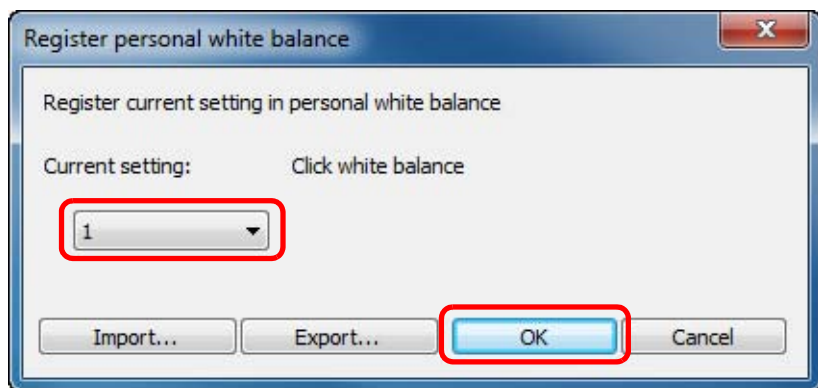 Register personal white balance
Register current setting in personal white balance
Current setting: Click white balance
1
Import... Export... OK Cancel